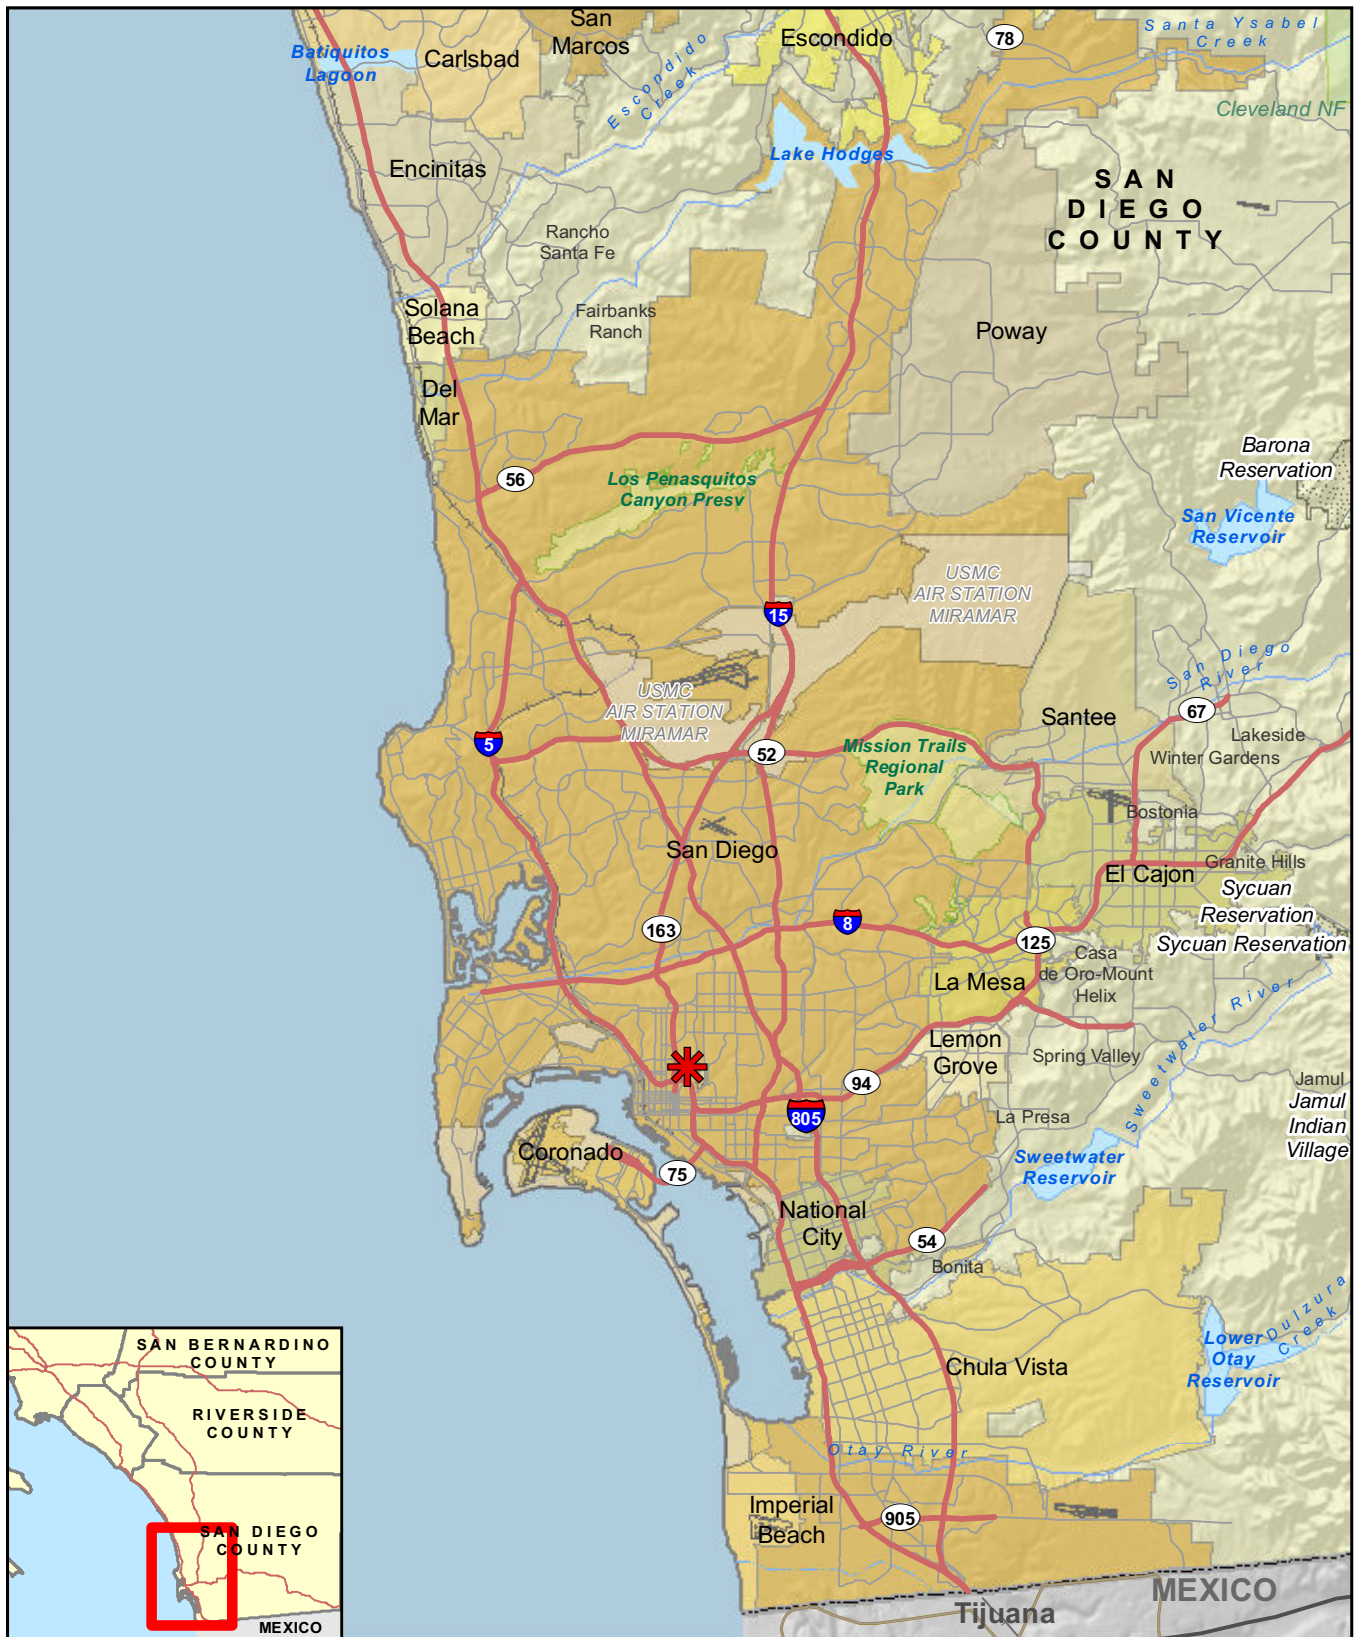 San
Marcos
Escondido
78
Santa Ysabel
Creek
Batiquitos
Lagoon
Carlsbad
Escondido
Creek
Cleveland NF
Lake Hodges
Encinitas
SAN
DIEGO
COUNTY
Rancho
Santa Fe
Solana
Beach
Fairbanks
Ranch
Poway
Del
Mar
56
Los Penasquitos
Canyon Presv
Barona
Reservation
San Vicente
Reservoir
USMC
AIR STATION
MIRAMAR
15
San Diego
River
USMC
AIR STATION
MIRAMAR
67
Santee
Lakeside
5
52
Mission Trails
Regional
Park
Winter Gardens
Bostonia
San Diego
Granite Hills
El Cajon
Sycuan
Reservation
163
8
125
Sycuan Reservation
Casa
de Oro-Mount
Helix
La Mesa
Sweetwater River
Lemon
Grove
Spring Valley
94
Jamul
Jamul
Indian
Village
805
La Presa
Coronado
75
Sweetwater
Reservoir
National
City
54
Bonita
Dulzura
Creek
Lower
Otay
Reservoir
Chula Vista
Otay River
Imperial
Beach
905
MEXICO
Tijuana
SAN BERNARDINO
COUNTY
RIVERSIDE
COUNTY
SAN DIEGO
COUNTY
MEXICO